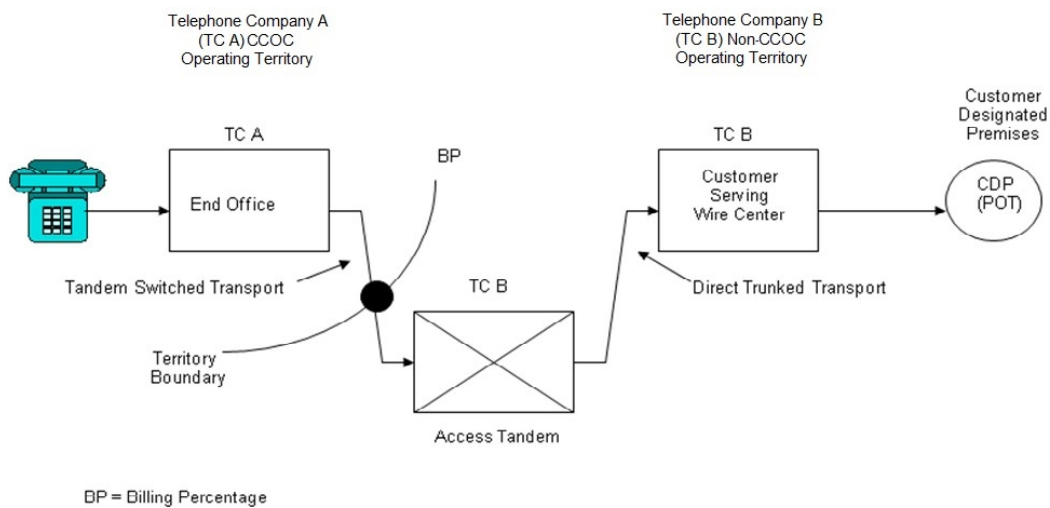 Telephone Company A
(TC A) CCOC
Operating Territory
Telephone Company B
(TC B) Non-CCOC
Operating Territory
Customer
Designated
Premises
TC A
End Office
BP
TC B
Customer
Serving
Wire Center
CDP
(POT)
Tandem Switched Transport
TC B
Direct Trunked Transport
Territory
Boundary
Access Tandem
BP = Billing Percentage